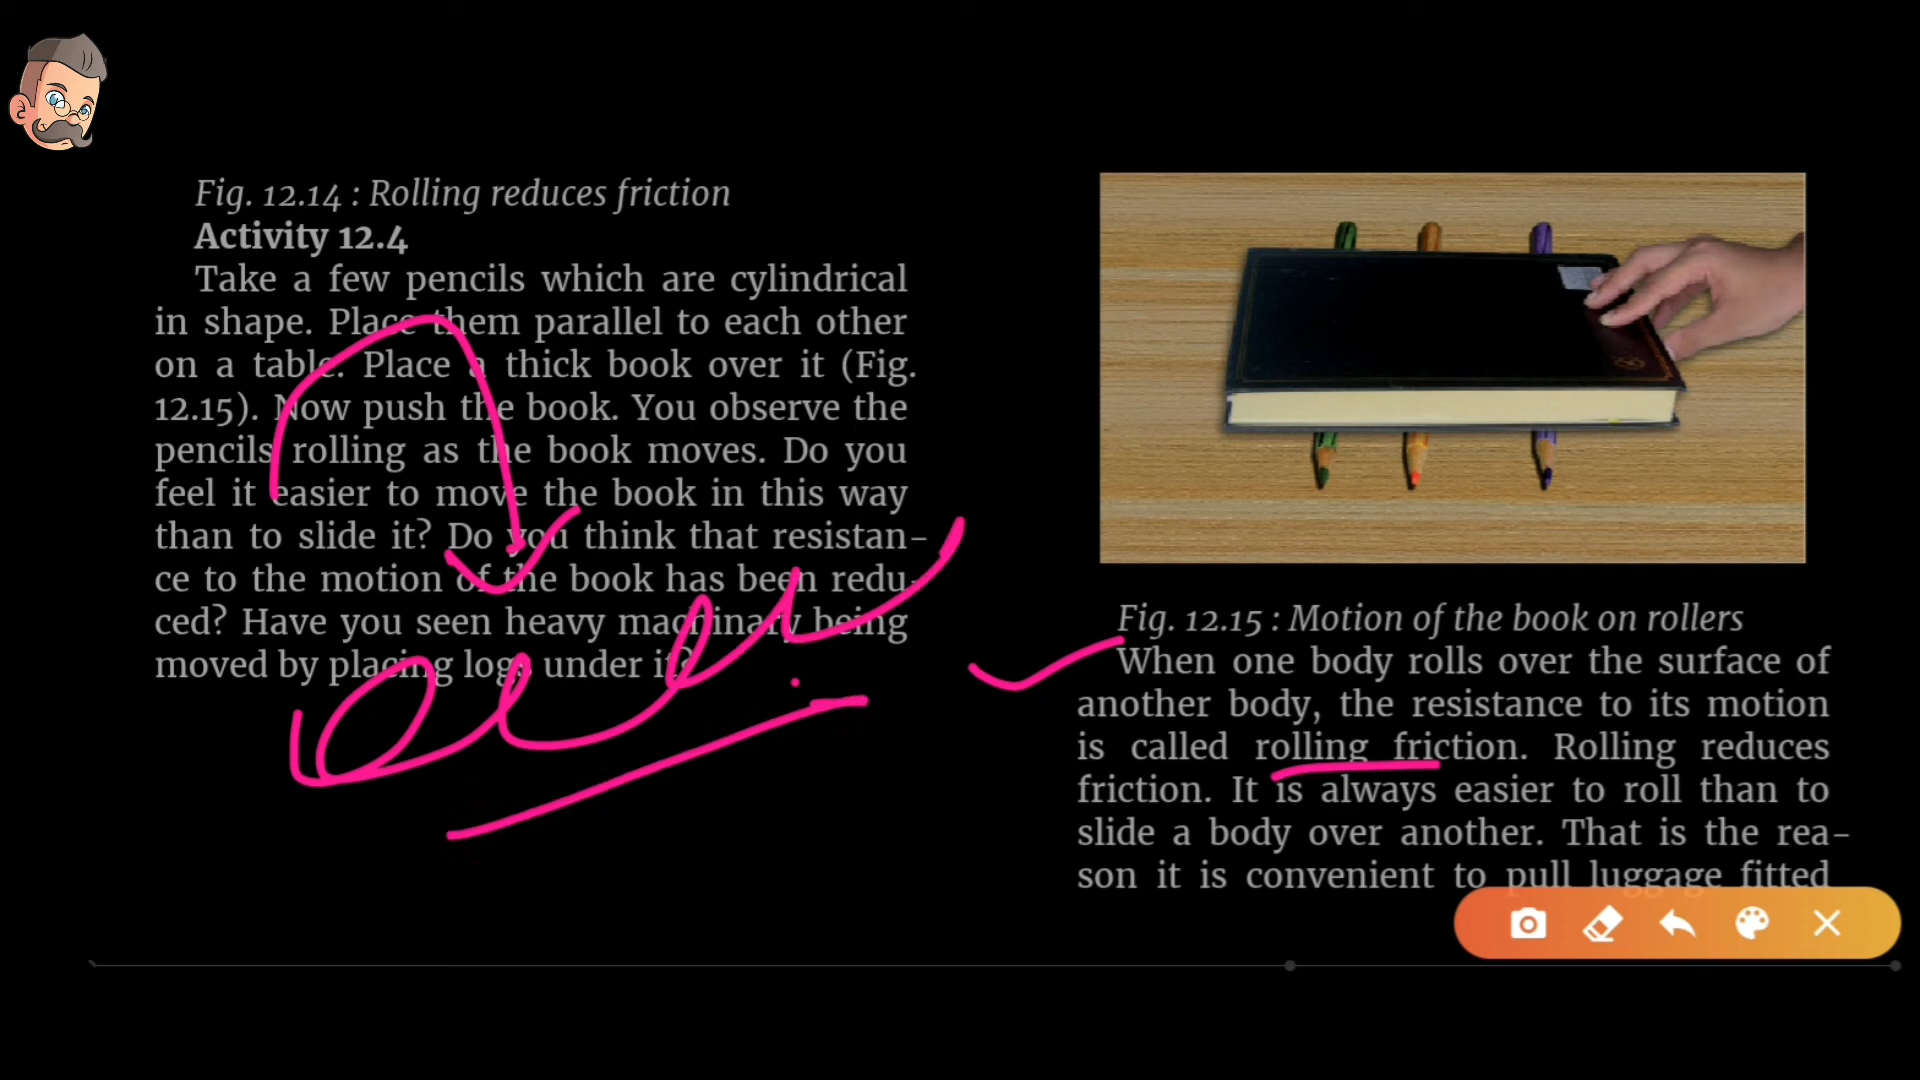 Fig. 12.14 : Rolling reduces friction
Activity 12.4
Take a few pencils which are cylindrical
in shape. Place them parallel to each other
on a table. Place a thick book over it (Fig.
12.15). Now push the book. You observe the
pencils rolling as the book moves. Do you
feel it easier to move the book in this way
than to slide it? Do you think that resistan-
ce to the motion of the book has been redu-
ced? Have you seen heavy machinary being
moved by placing logs under it?
Fig. 12.15 : Motion of the book on rollers
When one body rolls over the surface of
another body, the resistance to its motion
is called rolling friction. Rolling reduces
friction. It is always easier to roll than to
slide a body over another. That is the rea-
son it is convenient to pull luggage fitted